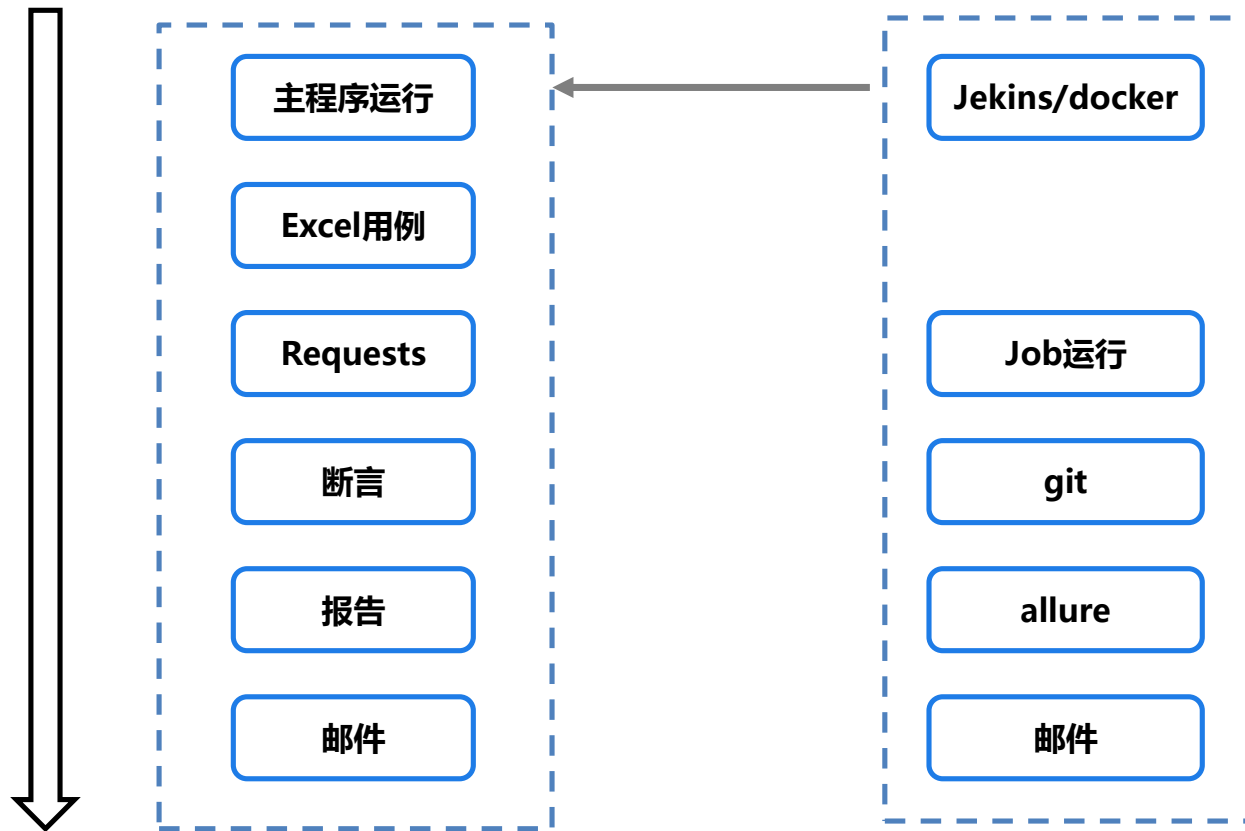 主程序运行
Excel用例
Requests
断言
报告
邮件
Jekins/docker
Job运行
git
allure
邮件